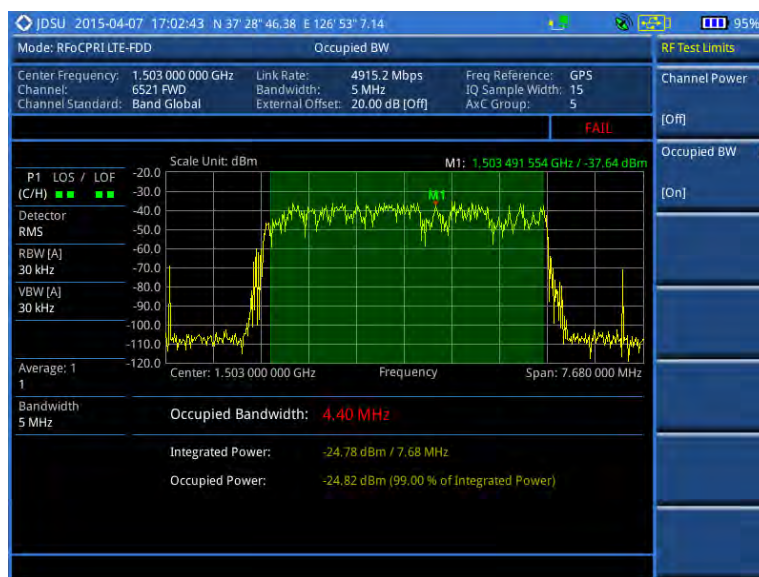 JDSU 2015-04-07 17:02:43 N 37' 28" 46.38 E 126' 53" 7.14 95%
Mode: RFoCPRI LTE-FDD Occupied BW RF Test Limits
Center Frequency: 1.503 000 000 GHz Link Rate: 4915.2 Mbps Freq Reference: GPS
Channel: 6521 FWD Bandwidth: 5 MHz IQ Sample Width: 15
Channel Standard: Band Global External Offset: 20.00 dB [Off] AxC Group: 5
Channel Power
[Off]
FAIL
Occupied BW
[On]
Scale Unit: dBm M1: 1,503 491 554 GHz / -37.64 dBm
P1 LOS / LOF
(C/H)
Detector
RMS
RBW [A]
30 kHz
VBW [A]
30 kHz
Average: 1
1
Bandwidth
5 MHz
-20.0
-30.0
-40.0
-50.0
-60.0
-70.0
-80.0
-90.0
-100.0
-110.0
-120.0
M1
Center: 1.503 000 000 GHz Frequency Span: 7.680 000 MHz
Occupied Bandwidth: 4.40 MHz
Integrated Power: -24.78 dBm / 7.68 MHz
Occupied Power: -24.82 dBm (99.00 % of Integrated Power)